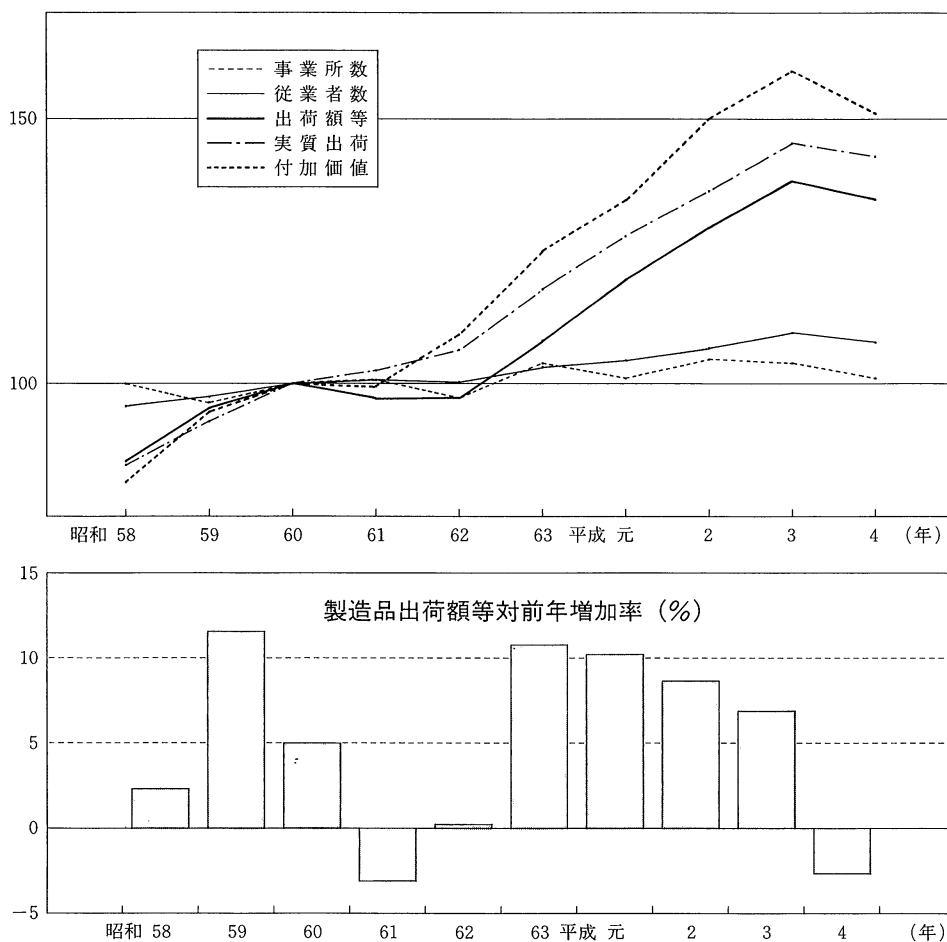 事業所数
従業者数
出荷額等
実質出荷
付加価値
150
100
昭和 58 59 60 61 62 63 平成 元 2 3 4 (年)
製造品出荷額等対前年増加率 (%)
15
10
5
0
-5
昭和 58 59 60 61 62 63 平成 元 2 3 4 (年)